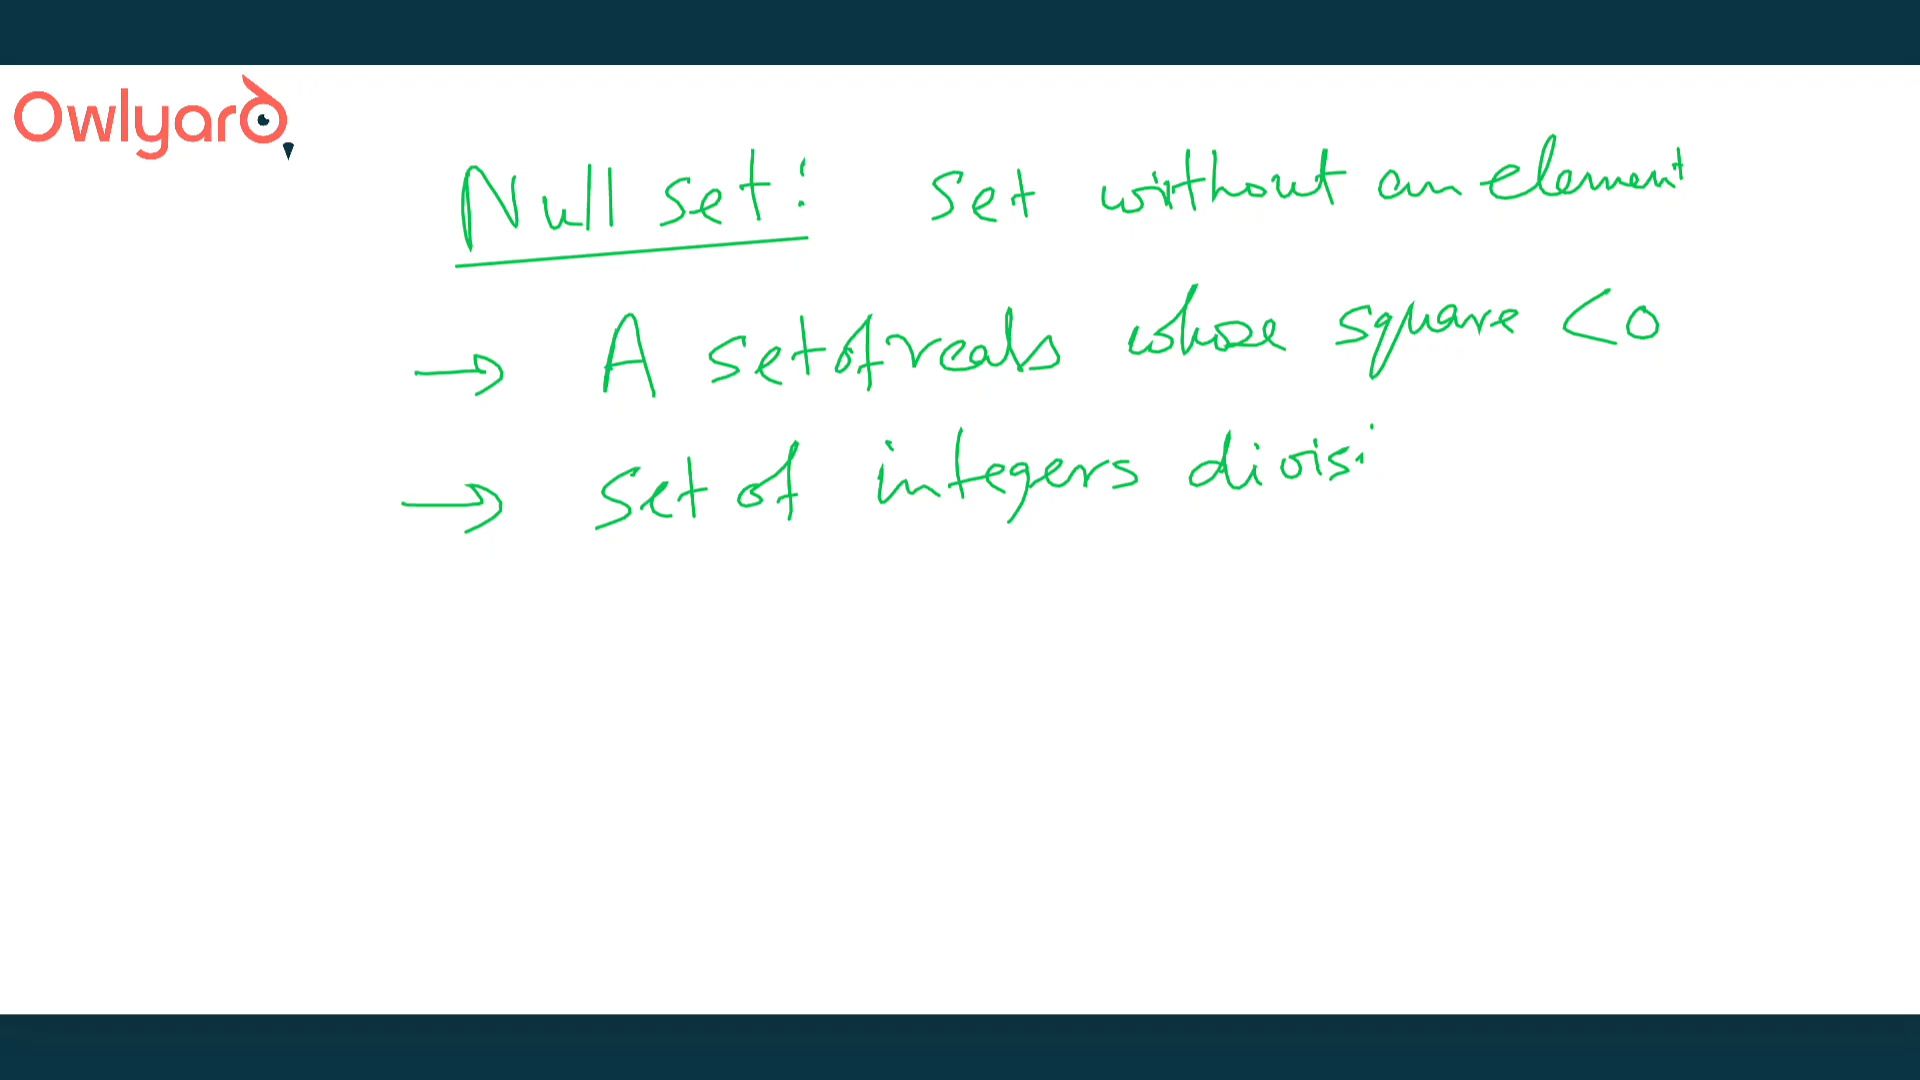 Owlyard
Null set: Set without an element
→ A set of reals whose square < 0
→ Set of integers divisi